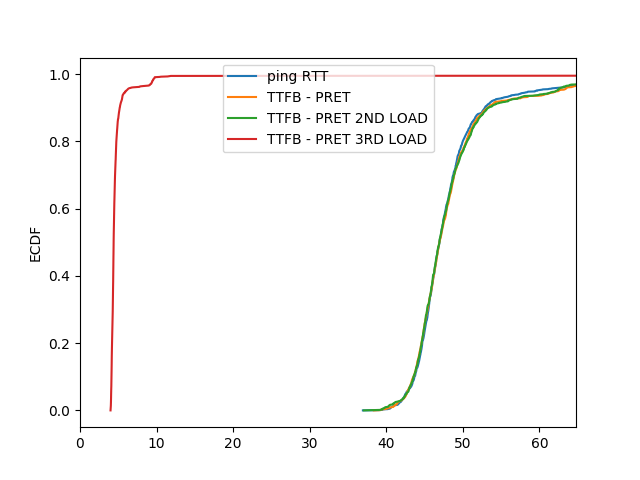 ping RTT
TTFB - PRET
TTFB - PRET 2ND LOAD
TTFB - PRET 3RD LOAD
ECDF
1.0
0.8
0.6
0.4
0.2
0.0
0 10 20 30 40 50 60